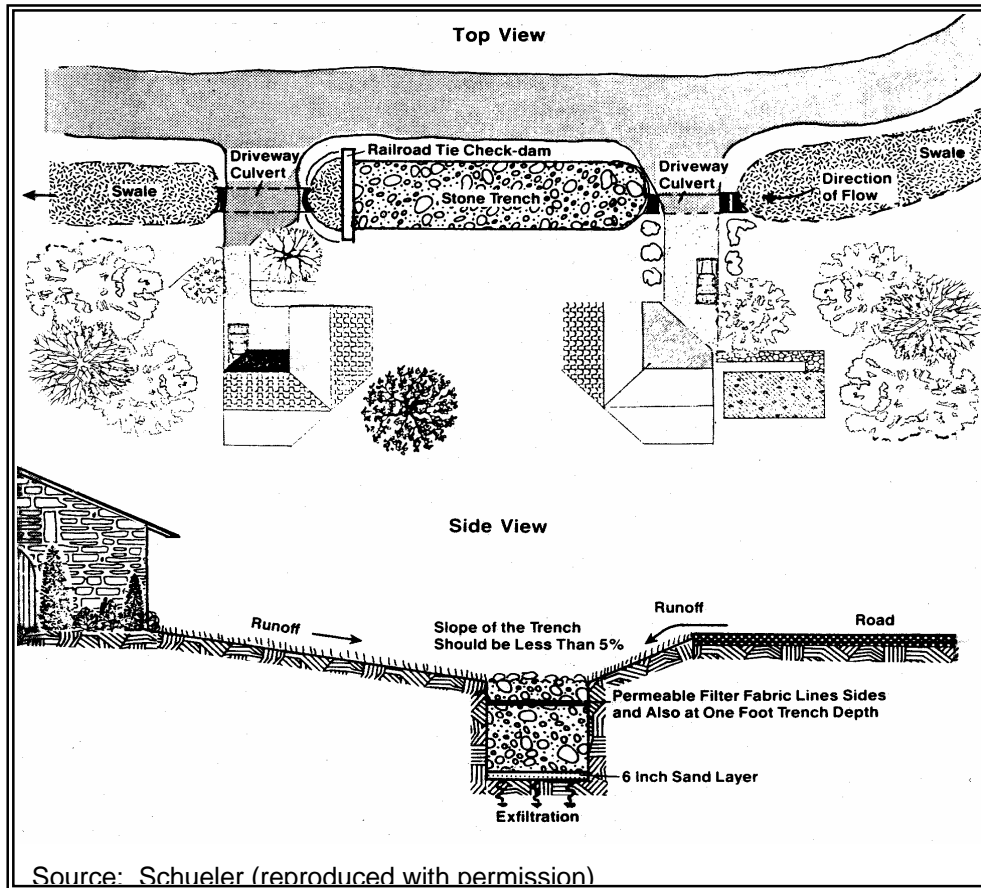 Top View
Railroad Tie Check-dam
Driveway
Culvert
Driveway
Culvert
Swale
Swale
Stone Trench
Direction
of Flow
Side View
Runoff
Slope of the Trench
Should be Less Than 5%
Runoff
Road
Permeable Filter Fabric Lines Sides
and Also at One Foot Trench Depth
6 Inch Sand Layer
Exfiltration
Source: Schueler (reproduced with permission)